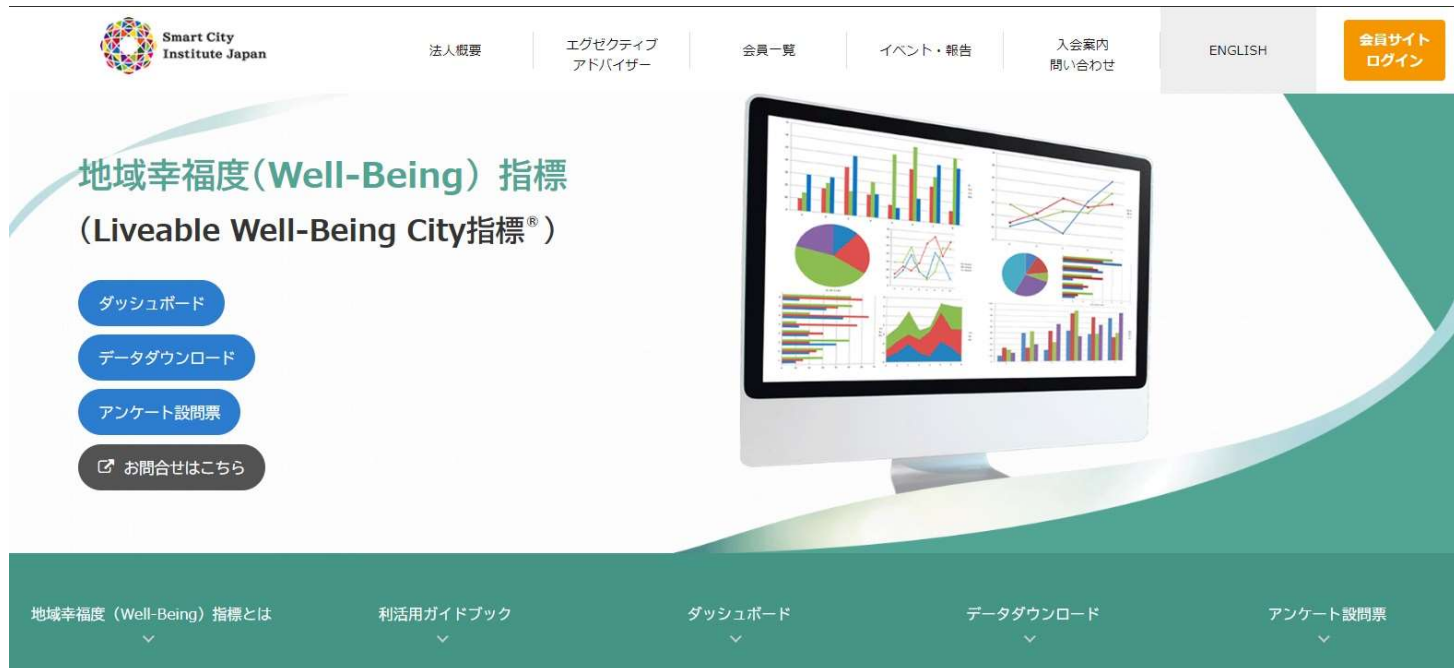 Smart City
Institute Japan
法人概要
エグゼクティブ
アドバイザー
会員一覧
イベント・報告
入会案内
問い合わせ
ENGLISH
会員サイト
ログイン
地域幸福度(Well-Being)指標
(Liveable Well-Being City指標®)
ダッシュボード
データダウンロード
アンケート設問票
お問合せはこちら
地域幸福度（Well-Being）指標とは
利活用ガイドブック
ダッシュボード
データダウンロード
アンケート設問票